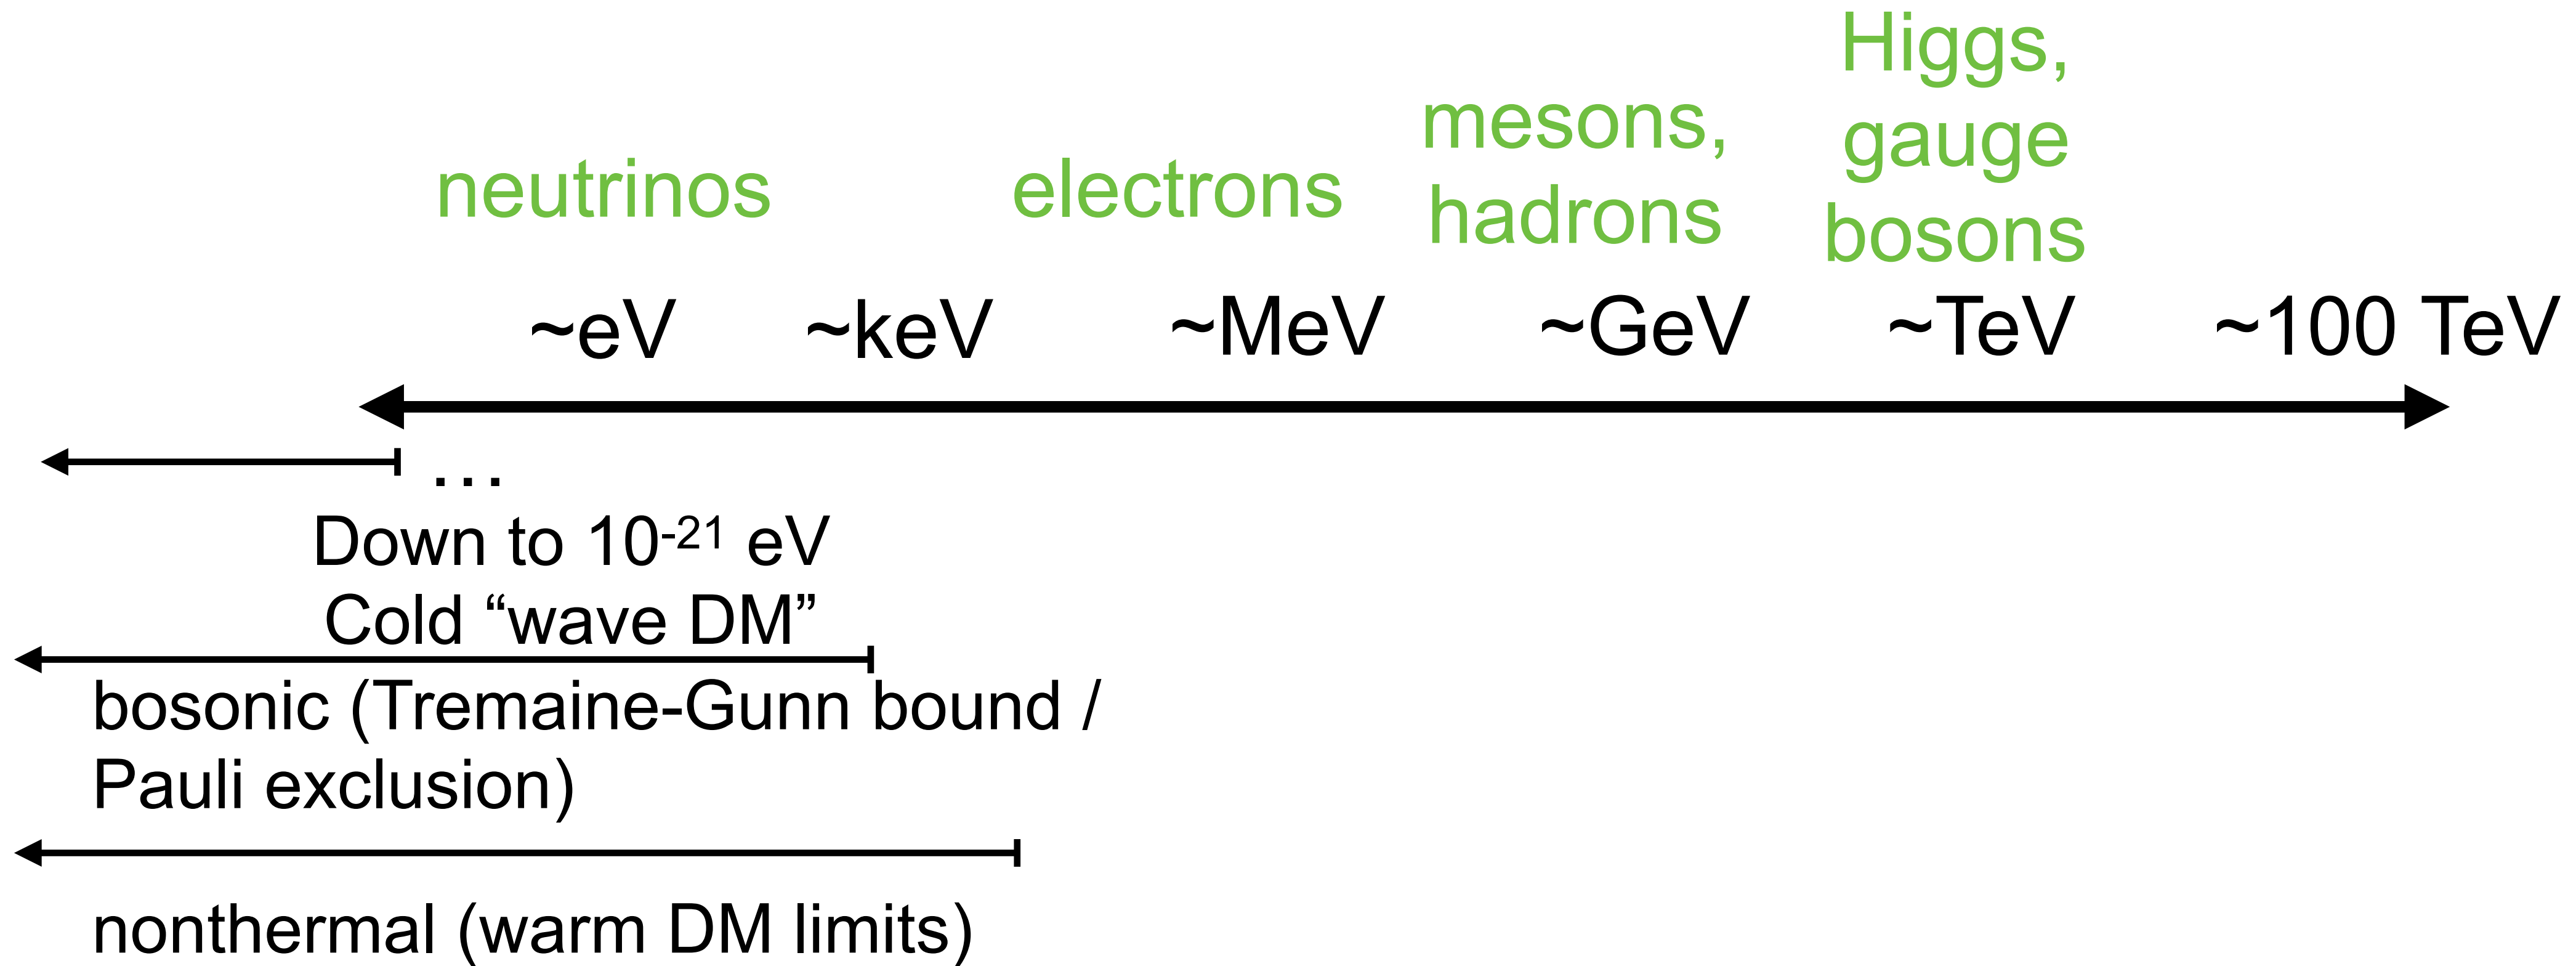 Higgs,
gauge
bosons
mesons,
hadrons
neutrinos
electrons
~eV ~keV ~MeV ~GeV ~TeV ~100 TeV
...
Down to 10⁻²¹ eV
Cold “wave DM”
bosonic (Tremaine-Gunn bound /
Pauli exclusion)
nonthermal (warm DM limits)